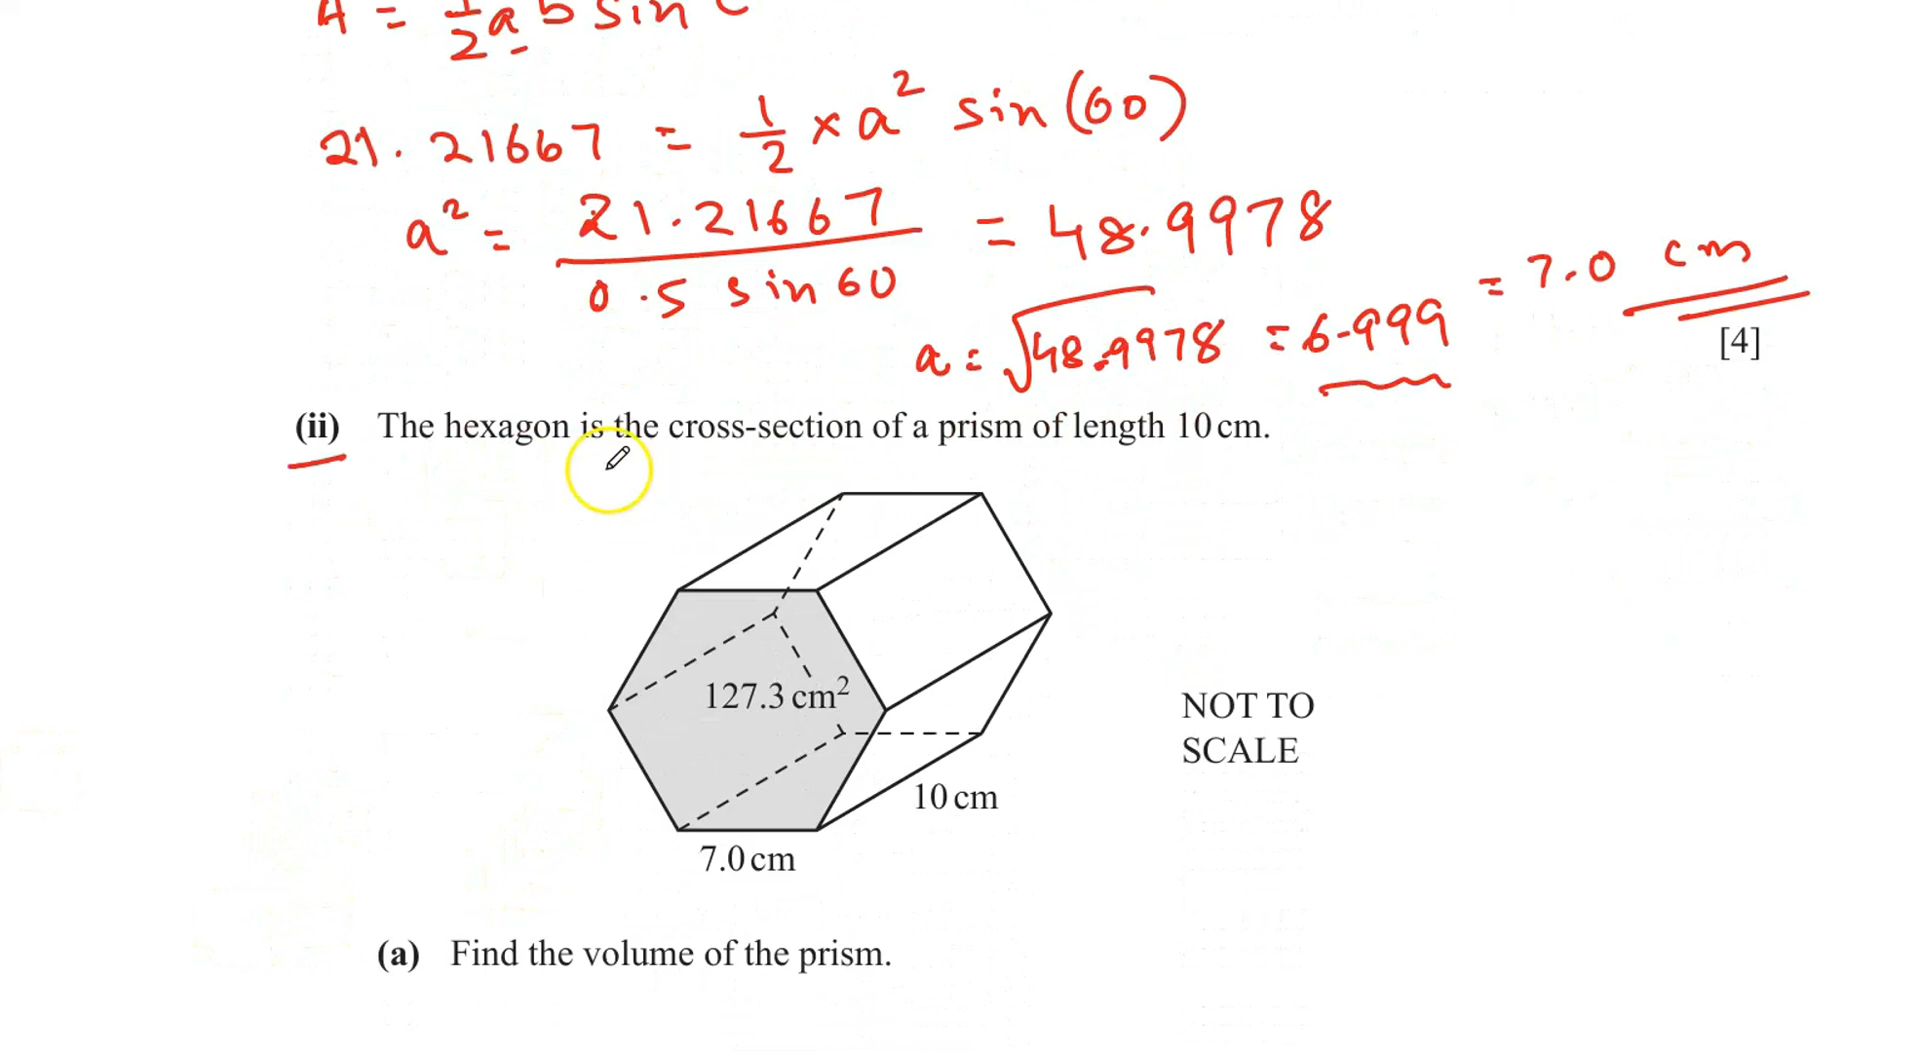 A = 1/2 a b sin C
21.21667 = 1/2 × a² sin (60)
a² = 21.21667 / 0.5 sin 60 = 48.9978
a = √48.9978 = 6.999 = 7.0 cm
[4]
(ii) The hexagon is the cross-section of a prism of length 10 cm.
127.3 cm²
NOT TO
SCALE
10 cm
7.0 cm
(a) Find the volume of the prism.